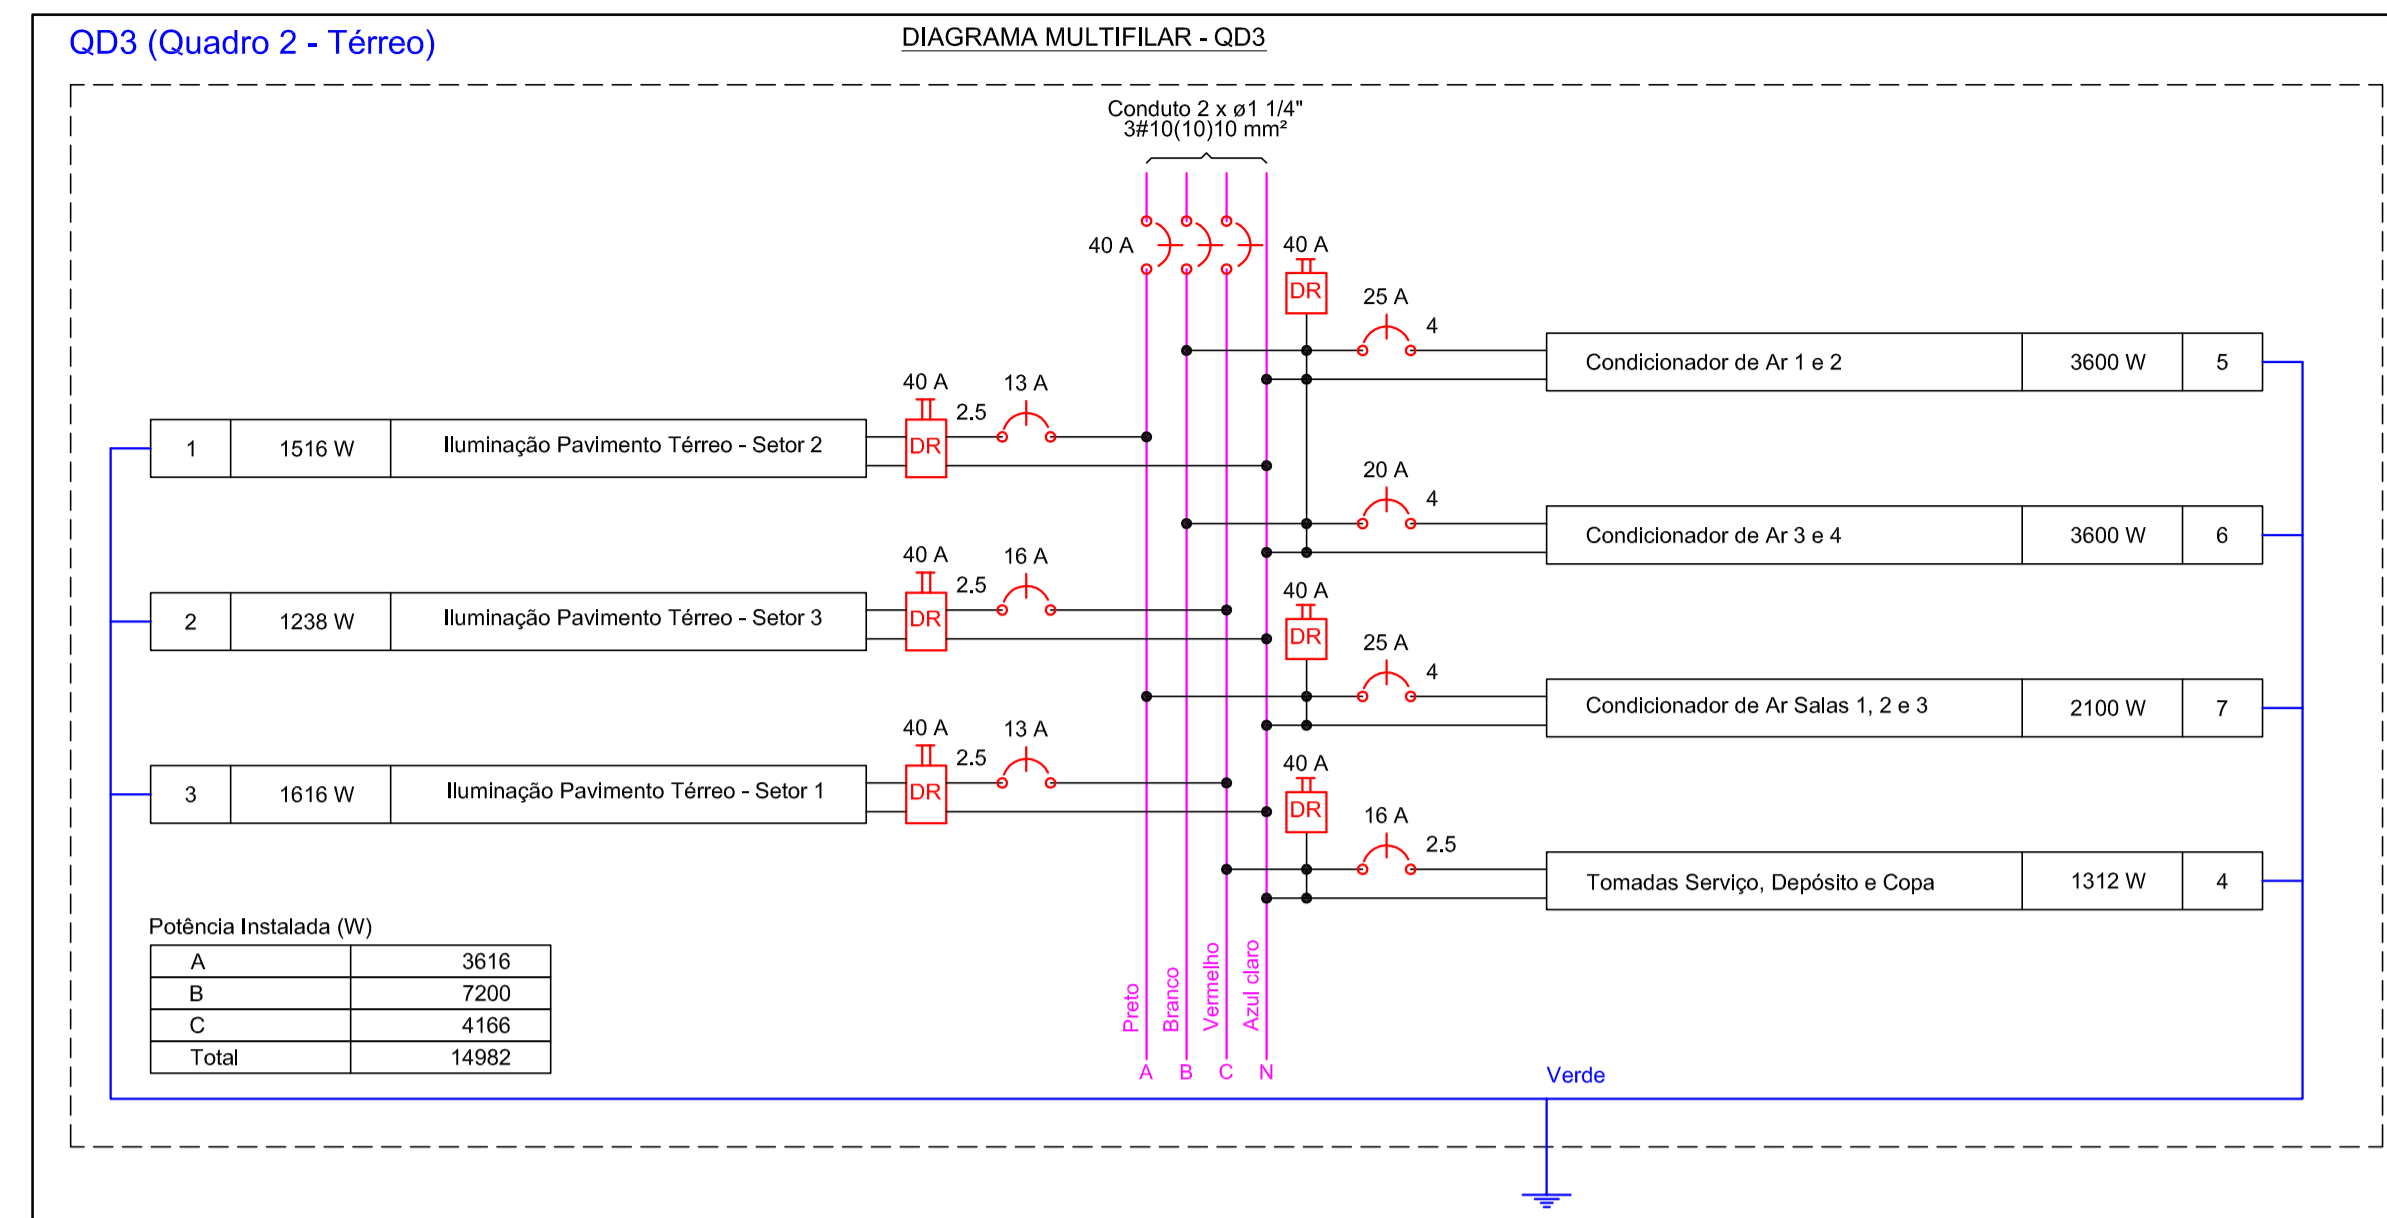 QD3 (Quadro 2 - Térreo)
DIAGRAMA MULTIFILAR - QD3
Conduto 2 x ø1 1/4"
3#10(10)10 mm²
40 A
40 A
DR
25 A
4
Condicionador de Ar 1 e 2
3600 W
5
40 A
13 A
2.5
DR
1
1516 W
Iluminação Pavimento Térreo - Setor 2
20 A
4
Condicionador de Ar 3 e 4
3600 W
6
40 A
16 A
2.5
DR
2
1238 W
Iluminação Pavimento Térreo - Setor 3
40 A
DR
25 A
4
Condicionador de Ar Salas 1, 2 e 3
2100 W
7
40 A
13 A
2.5
DR
3
1616 W
Iluminação Pavimento Térreo - Setor 1
40 A
DR
16 A
2.5
Tomadas Serviço, Depósito e Copa
1312 W
4
Potência Instalada (W)
A 3616
B 7200
C 4166
Total 14982
Preto
Branco
Vermelho
Azul claro
A B C N
Verde